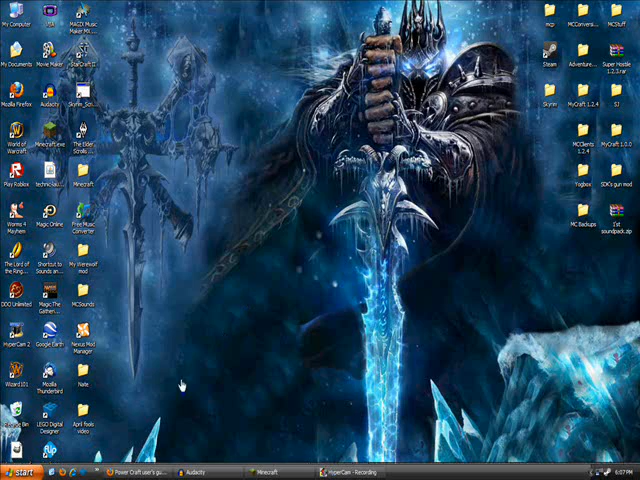 My Computer
My Documents
Mozilla Firefox
World of
Warcraft
Play Roblox
Worms 4
Mayhem
The Lord of
the Ring...
DDO Unlimited
HyperCam 2
Wizard101
Recycle Bin
Movie Maker
Audacity
Minecraft.exe
Magic Online
Shortcut to
Sounds an...
Magic The
Gatheri...
Google Earth
Mozilla
Thunderbird
LEGO Digital
Designer
flip
MAGIX Music
Maker MX ...
StarCraft II
Skyrim_Scri...
The Elder
Scrolls ...
Minecraft
Free Music
Converter
My Werewolf
mod
MCSounds
Nexus Mod
Manager
Nate
April fools
video
mcp
Steam
Skyrim
MCConversi...
Adventure...
MyCraft 1.2.4
MCClients
1.2.4
Yogbox
MC Backups
MCStuff
Super Hostile
1.2.3.rar
SJ
MyCraft 1.0.0
SDK's gun mod
1'st
soundpack.zip
start
Power Craft user's gu...
Audacity
Minecraft
HyperCam - Recording
6:07 PM